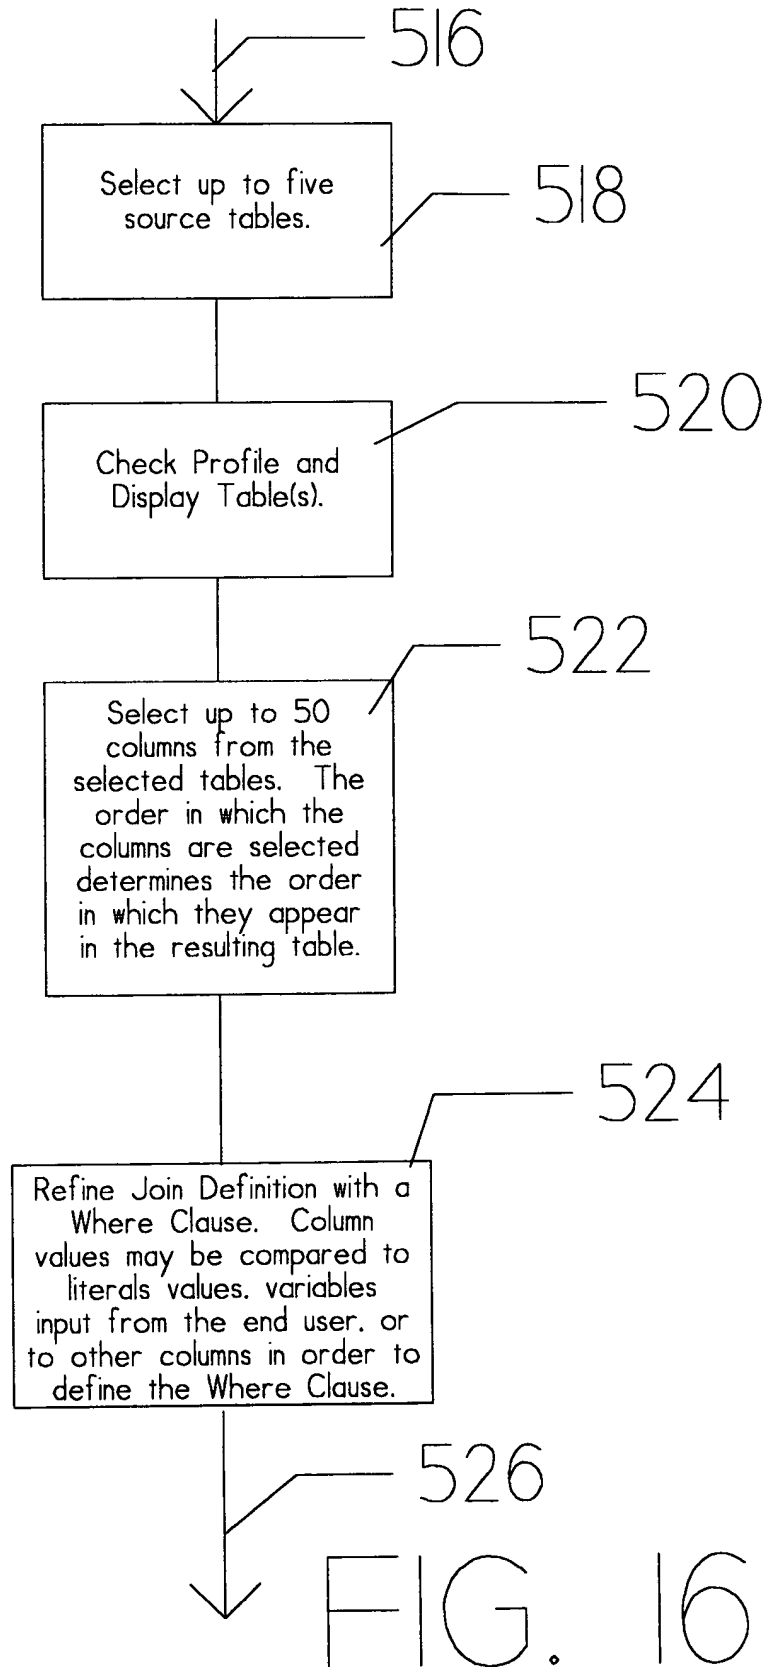 516
Select up to five
source tables.
518
520
Check Profile and
Display Table(s).
522
Select up to 50
columns from the
selected tables. The
order in which the
columns are selected
determines the order
in which they appear
in the resulting table.
524
Refine Join Definition with a
Where Clause. Column
values may be compared to
literals values. variables
input from the end user. or
to other columns in order to
define the Where Clause.
526
FIG. 16